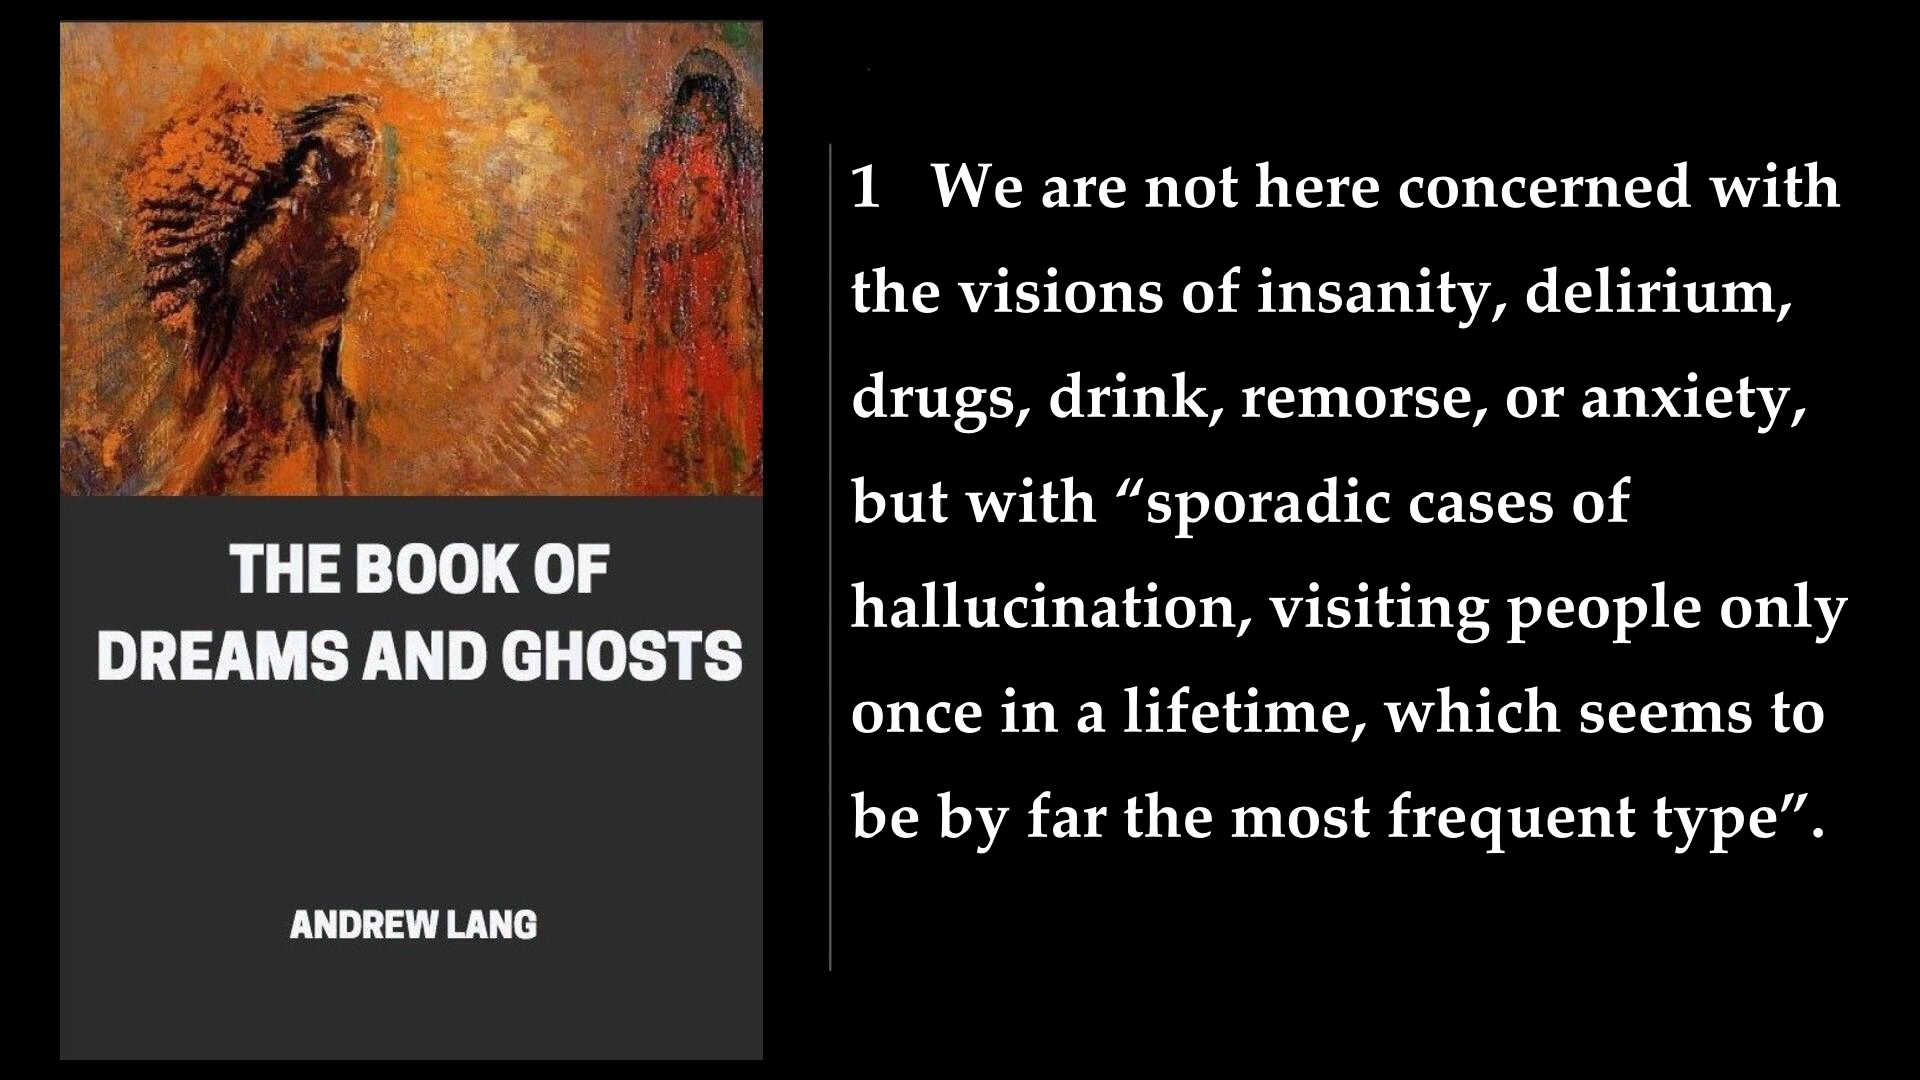 THE BOOK OF
DREAMS AND GHOSTS
ANDREW LANG
1 We are not here concerned with
the visions of insanity, delirium,
drugs, drink, remorse, or anxiety,
but with “sporadic cases of
hallucination, visiting people only
once in a lifetime, which seems to
be by far the most frequent type”.